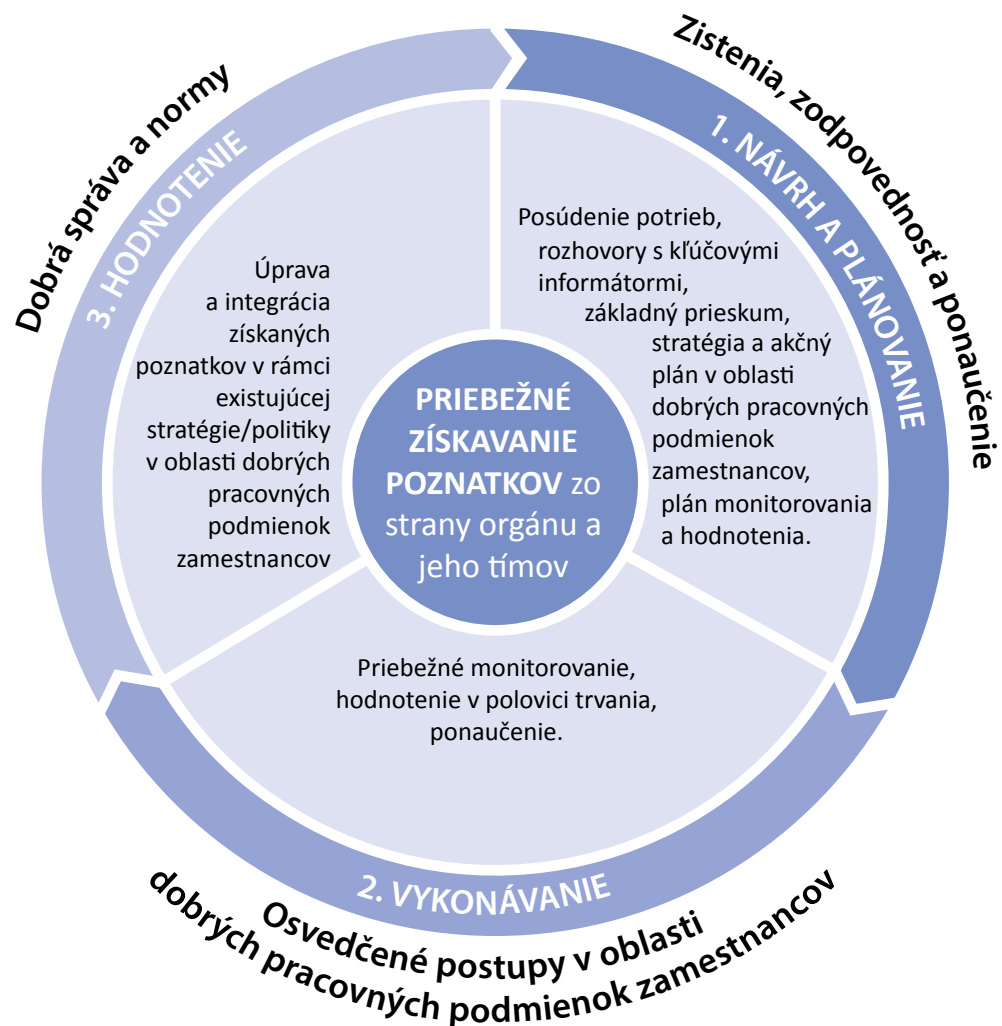 Zistenia, zodpovednosť a ponaučenie
1. NÁVRH A PLÁNOVANIE
Posúdenie potrieb,
rozhovory s kľúčovými
informátormi,
základný prieskum,
stratégia a akčný
plán v oblasti
dobrých pracovných
podmienok
zamestnancov,
plán monitorovania
a hodnotenia.
Osvedčené postupy v oblasti
dobrých pracovných podmienok zamestnancov
2. VYKONÁVANIE
Priebežné monitorovanie,
hodnotenie v polovici trvania,
ponaučenie.
Dobrá správa a normy
3. HODNOTENIE
Úprava
a integrácia
získaných
poznatkov v rámci
existujúcej
stratégie/politiky
v oblasti dobrých
pracovných
podmienok
zamestnancov
PRIEBEŽNÉ
ZÍSKAVANIE
POZNATKOV zo
strany orgánu a
jeho tímov